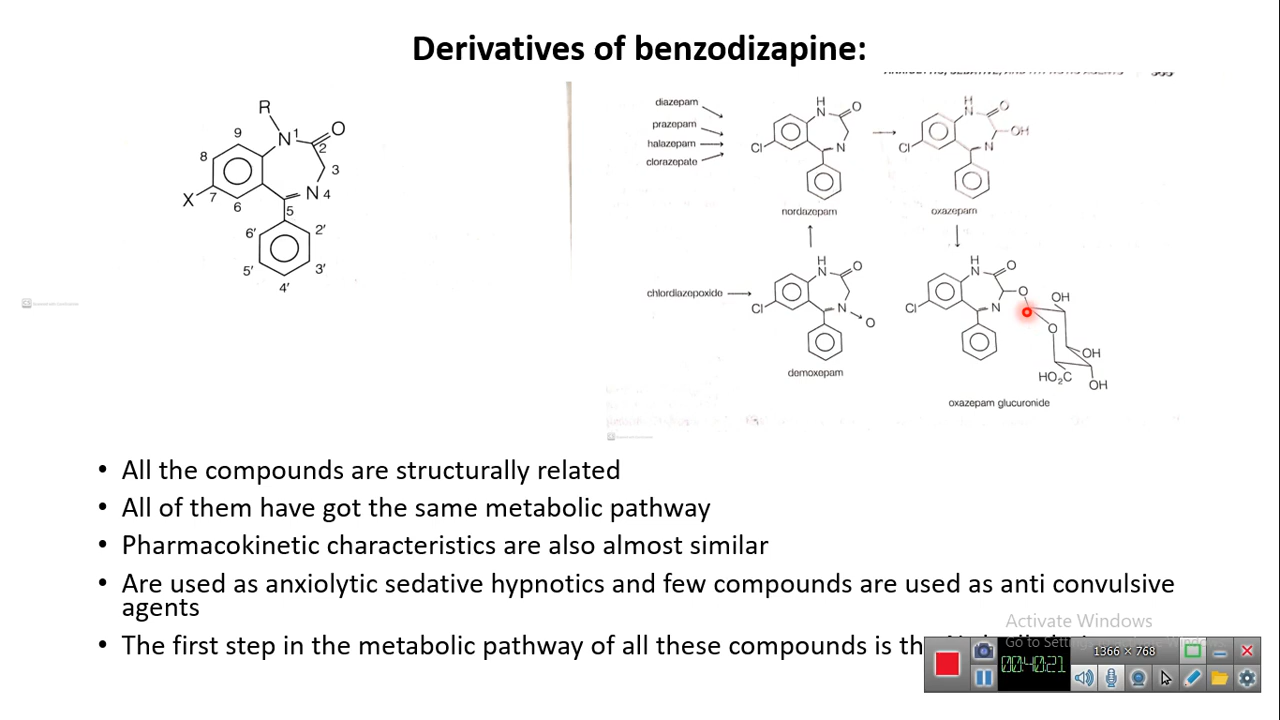 Derivatives of benzodizapine:
R
N 1
O
2
3
N 4
5
6
7
8
9
X
6′
2′
5′
3′
4′
diazepam
prazepam
halazepam
clorazepate
H
N
O
Cl
N
nordazepam
H
N
O
OH
Cl
N
oxazepam
chlordiazepoxide
H
N
O
Cl
N
O
demoxepam
H
N
O
O
Cl
N
OH
O
OH
HO₂C
OH
oxazepam glucuronide
• All the compounds are structurally related
• All of them have got the same metabolic pathway
• Pharmacokinetic characteristics are also almost similar
• Are used as anxiolytic sedative hypnotics and few compounds are used as anti convulsive
agents
Activate Windows
• The first step in the metabolic pathway of all these compounds is
Go to
1366 × 768
00:40:21